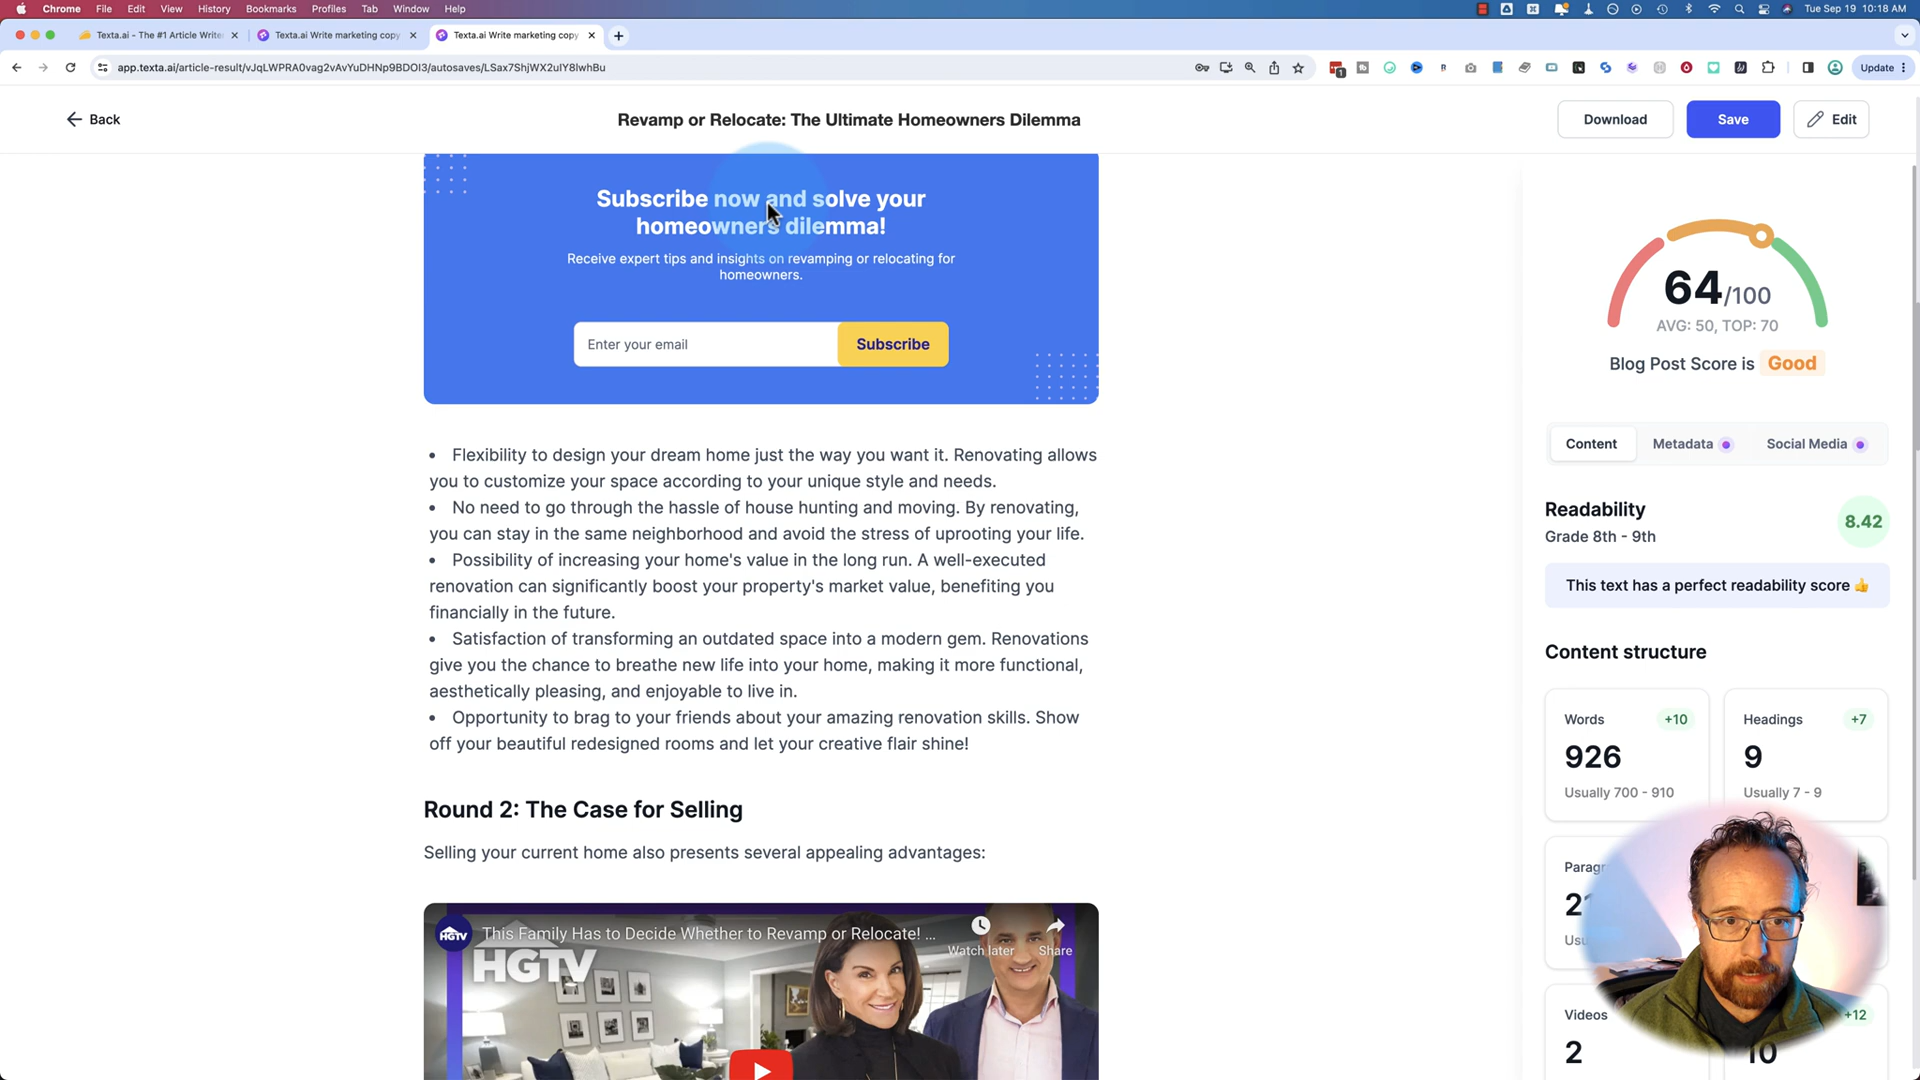 Chrome File Edit View History Bookmarks Profiles Tab Window Help
Tue Sep 19 10:18 AM
Texta.ai - The #1 Article Write
Texta.ai Write marketing copy
Texta.ai Write marketing copy
app.texta.ai/article-result/vJqLWPRA0vag2vAvYuDHNp9BDOI3/autosaves/LSax7ShjWX2uIY8lwhBu
1
Update
Back
Revamp or Relocate: The Ultimate Homeowners Dilemma
Download
Save
Edit
Subscribe now and solve your
homeowners dilemma!
Receive expert tips and insights on revamping or relocating for
homeowners.
Enter your email
Subscribe
• Flexibility to design your dream home just the way you want it. Renovating allows
you to customize your space according to your unique style and needs.
• No need to go through the hassle of house hunting and moving. By renovating,
you can stay in the same neighborhood and avoid the stress of uprooting your life.
• Possibility of increasing your home's value in the long run. A well-executed
renovation can significantly boost your property's market value, benefiting you
financially in the future.
• Satisfaction of transforming an outdated space into a modern gem. Renovations
give you the chance to breathe new life into your home, making it more functional,
aesthetically pleasing, and enjoyable to live in.
• Opportunity to brag to your friends about your amazing renovation skills. Show
off your beautiful redesigned rooms and let your creative flair shine!
Round 2: The Case for Selling
Selling your current home also presents several appealing advantages:
HGTV
This Family Has to Decide Whether to Revamp or Relocate! ...
Watch later
Share
HGTV
64/100
AVG: 50, TOP: 70
Blog Post Score is Good
Content
Metadata
Social Media
Readability
Grade 8th - 9th
8.42
This text has a perfect readability score 👍
Content structure
Words +10
926
Usually 700 - 910
Headings +7
9
Usually 7 - 9
Videos
2
+12
10